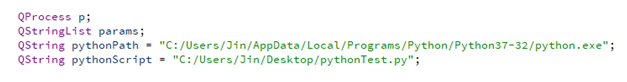 QProcess p;
QStringList params;
QString pythonPath = "C:/Users/Jin/AppData/Local/Programs/Python/Python37-32/python.exe";
QString pythonScript = "C:/Users/Jin/Desktop/pythonTest.py";